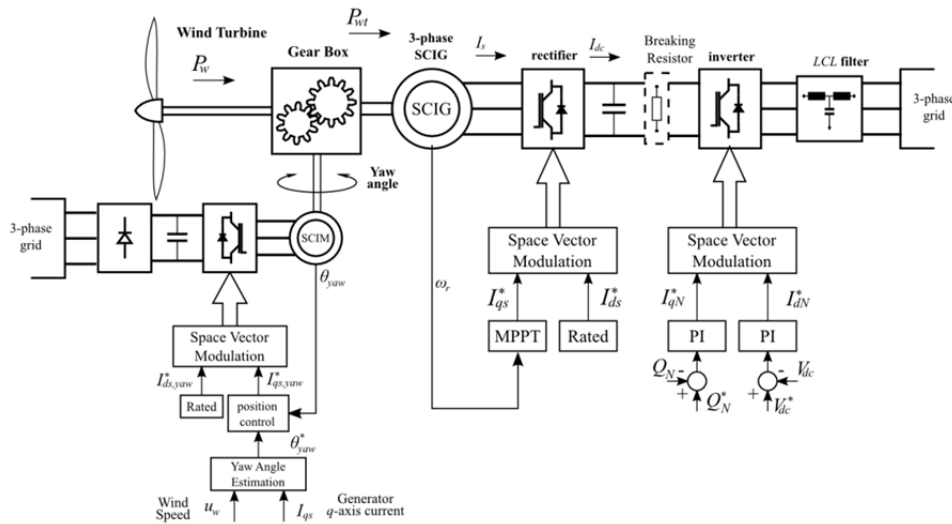 P_wt
Wind Turbine
P_w
Gear Box
3-phase
SCIG
I_s
rectifier
I_dc
Breaking
Resistor
inverter
LCL filter
SCIG
3-phase
grid
Yaw
angle
3-phase
grid
SCIM
θ_yaw
ω_r
Space Vector
Modulation
Space Vector
Modulation
I*_qs
I*_ds
I*_qN
I*_dN
MPPT
Rated
PI
PI
Space Vector
Modulation
I*_ds,yaw
I*_qs,yaw
Q_N
-
+
Q*_N
-
V_dc
+
V*_dc
Rated
position
control
θ*_yaw
Yaw Angle
Estimation
Wind
Speed
u_w
I_qs
Generator
q-axis current